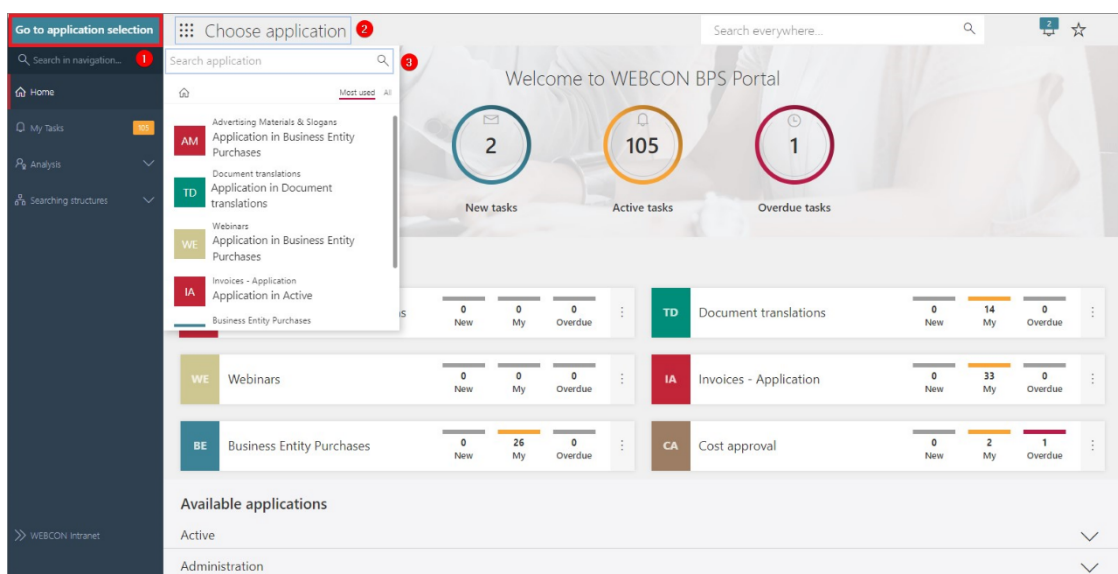 Go to application selection
Choose application 2
Search everywhere...
2
Search in navigation... 1
Search application 3
Home
Most used All
My Tasks 105
Analysis
Searching structures
AM
Advertising Materials & Slogans
Application in Business Entity
Purchases
TD
Document translations
Application in Document
translations
WE
Webinars
Application in Business Entity
Purchases
IA
Invoices - Application
Application in Active
Business Entity Purchases
Welcome to WEBCON BPS Portal
2
105
1
New tasks
Active tasks
Overdue tasks
0 0 0
New My Overdue
TD Document translations
0 14 0
New My Overdue
WE Webinars
0 0 0
New My Overdue
IA Invoices - Application
0 33 0
New My Overdue
BE Business Entity Purchases
0 26 0
New My Overdue
CA Cost approval
0 2 1
New My Overdue
Available applications
WEBCON Intranet
Active
Administration